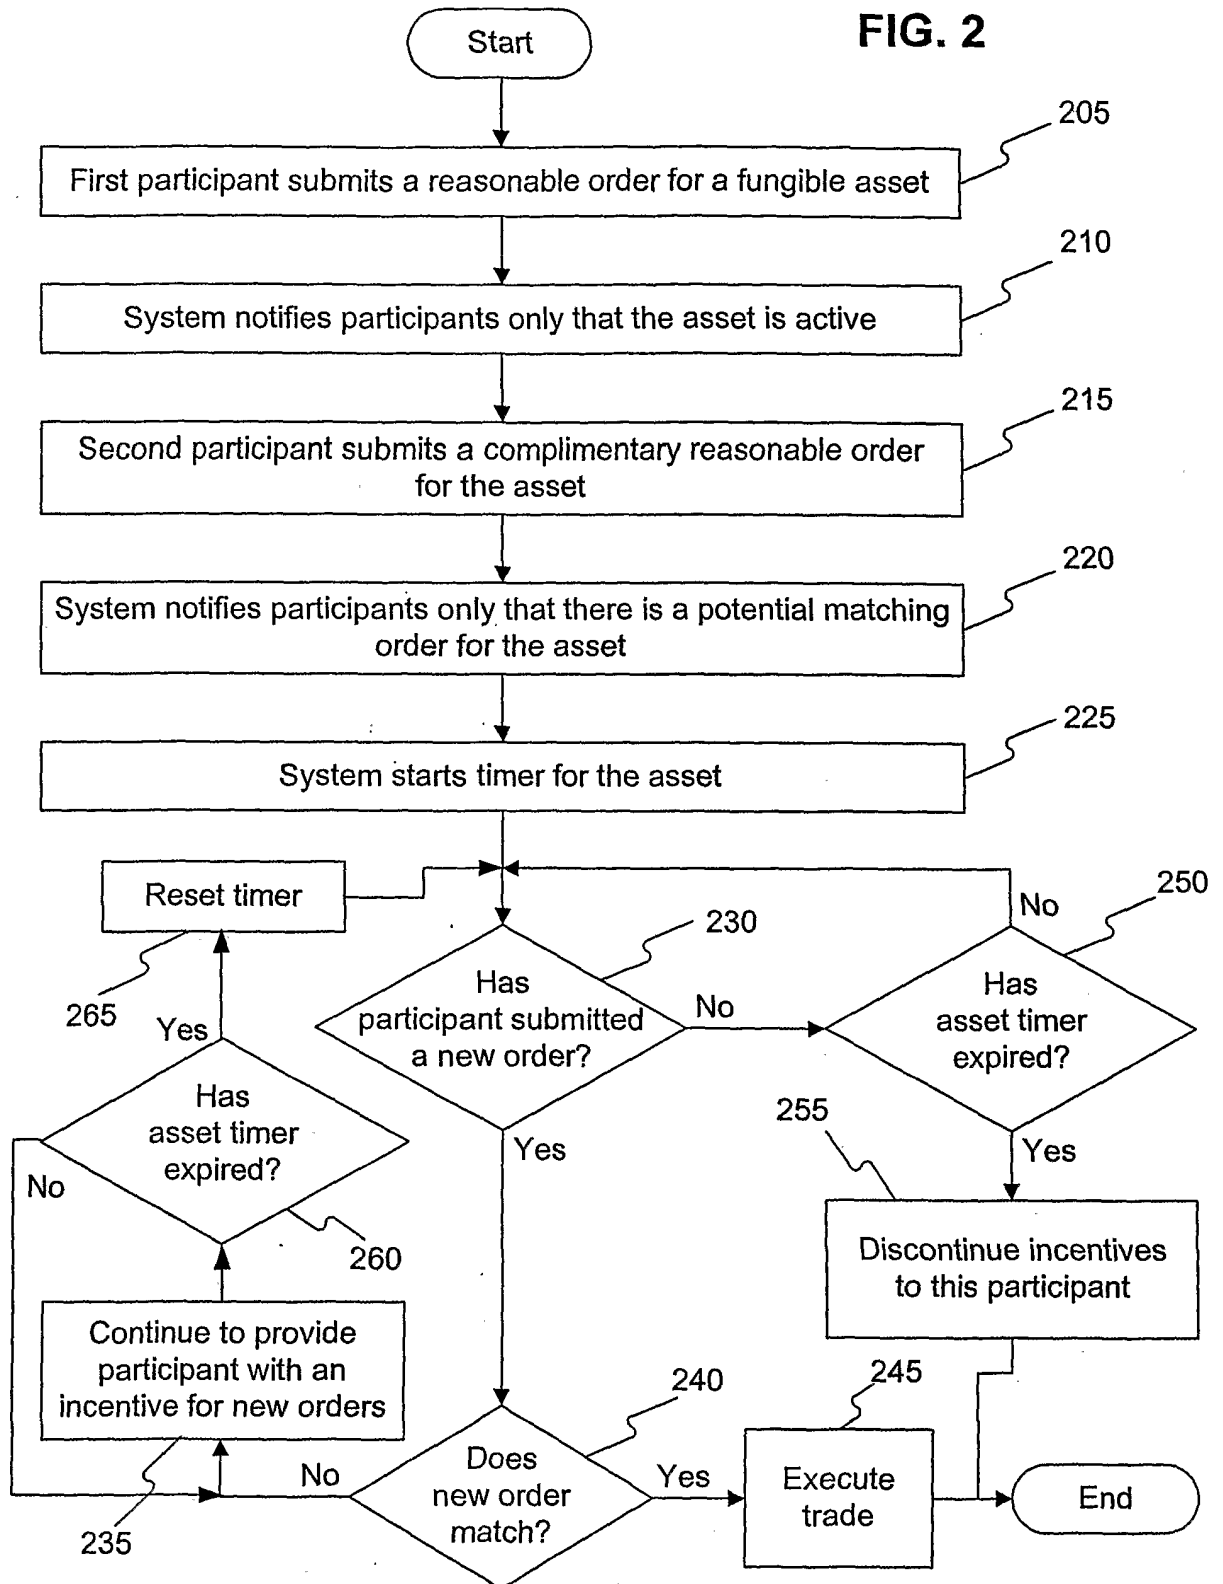 FIG. 2
Start
205
First participant submits a reasonable order for a fungible asset
210
System notifies participants only that the asset is active
215
Second participant submits a complimentary reasonable order
for the asset
220
System notifies participants only that there is a potential matching
order for the asset
225
System starts timer for the asset
Reset timer
265
230
Has
participant submitted
a new order?
No
Yes
250
No
Has
asset timer
expired?
Yes
255
Discontinue incentives
to this participant
Yes
Has
asset timer
expired?
No
260
Continue to provide
participant with an
incentive for new orders
235
No
240
Does
new order
match?
Yes
245
Execute
trade
End